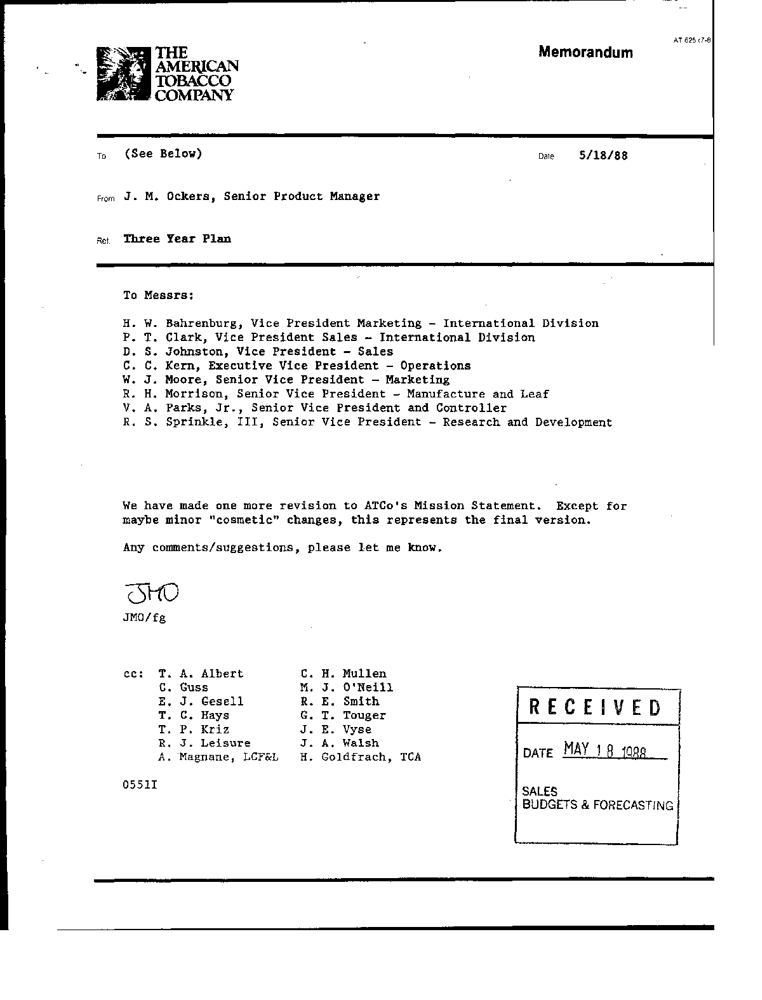 AT 625 r7-8
THE
AMERICAN
TOBACCO
COMPANY
Memorandum
To (See Below)
Date 5/18/88
From J. M. Ockers, Senior Product Manager
Ref. Three Year Plan
To Messrs:
H. W. Bahrenburg, Vice President Marketing - International Division
P. T. Clark, Vice President Sales - International Division
D. S. Johnston, Vice President - Sales
C. C. Kern, Executive Vice President - Operations
W. J. Moore, Senior Vice President - Marketing
R. H. Morrison, Senior Vice President - Manufacture and Leaf
V. A. Parks, Jr., Senior Vice President and Controller
R. S. Sprinkle, III, Senior Vice President - Research and Development
We have made one more revision to ATCo's Mission Statement. Except for
maybe minor "cosmetic" changes, this represents the final version.
Any comments/suggestions, please let me know.
JMO
JMO/fg
cc: T. A. Albert C. H. Mullen
C. Guss M. J. O'Neill
E. J. Gesell R. E. Smith
T. C. Hays G. T. Touger
T. P. Kriz J. E. Vyse
R. J. Leisure J. A. Walsh
A. Magnane, LCF&L H. Goldfrach, TCA
0551I
RECEIVED
DATE MAY 18 1988
SALES
BUDGETS & FORECASTING